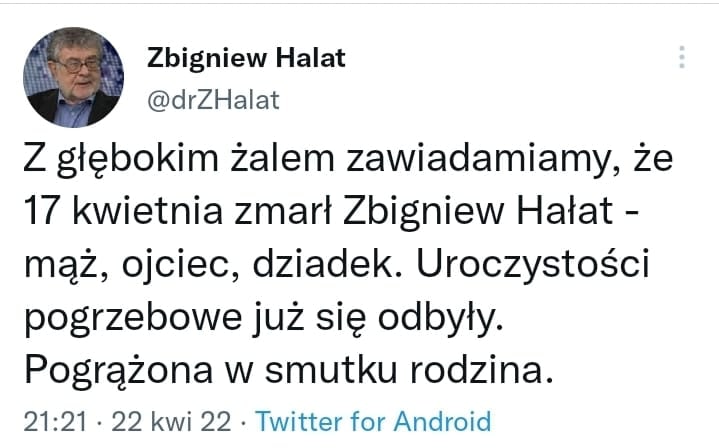 Zbigniew Halat
@drZHalat
Z głębokim żalem zawiadamiamy, że
17 kwietnia zmarł Zbigniew Hałat -
mąż, ojciec, dziadek. Uroczystości
pogrzebowe już się odbyły.
Pogrążona w smutku rodzina.
21:21 · 22 kwi 22 · Twitter for Android